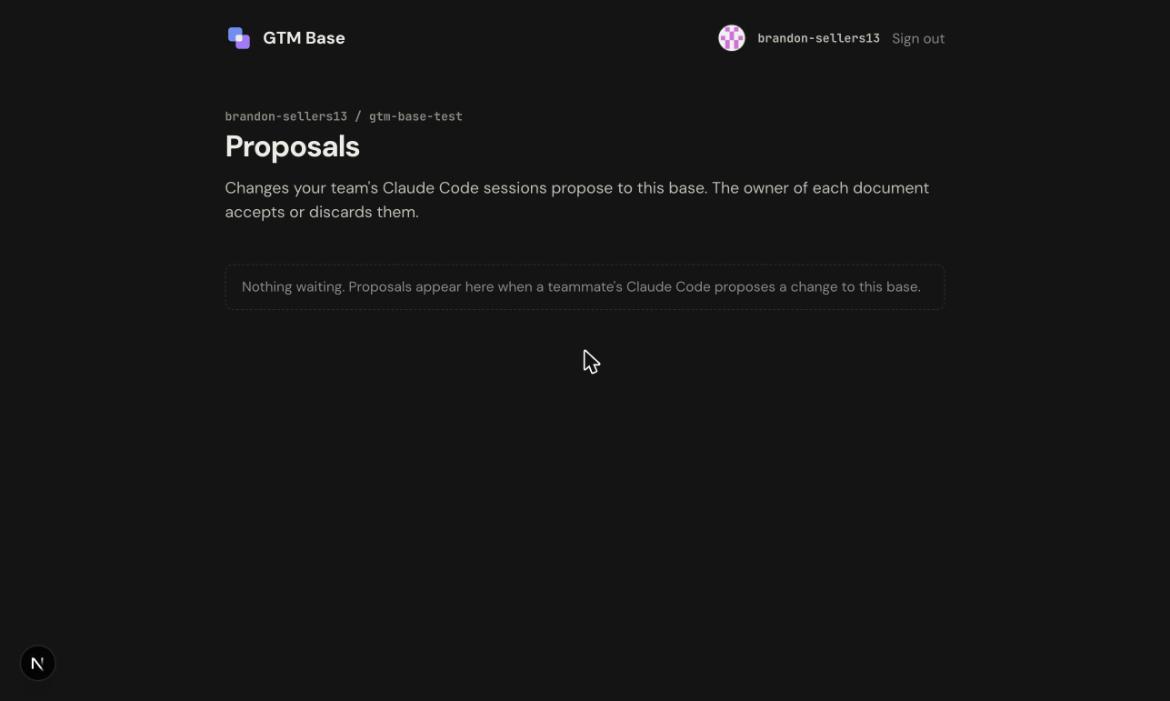 GTM Base
brandon-sellers13 Sign out
brandon-sellers13 / gtm-base-test
Proposals
Changes your team's Claude Code sessions propose to this base. The owner of each document
accepts or discards them.
Nothing waiting. Proposals appear here when a teammate's Claude Code proposes a change to this base.
N